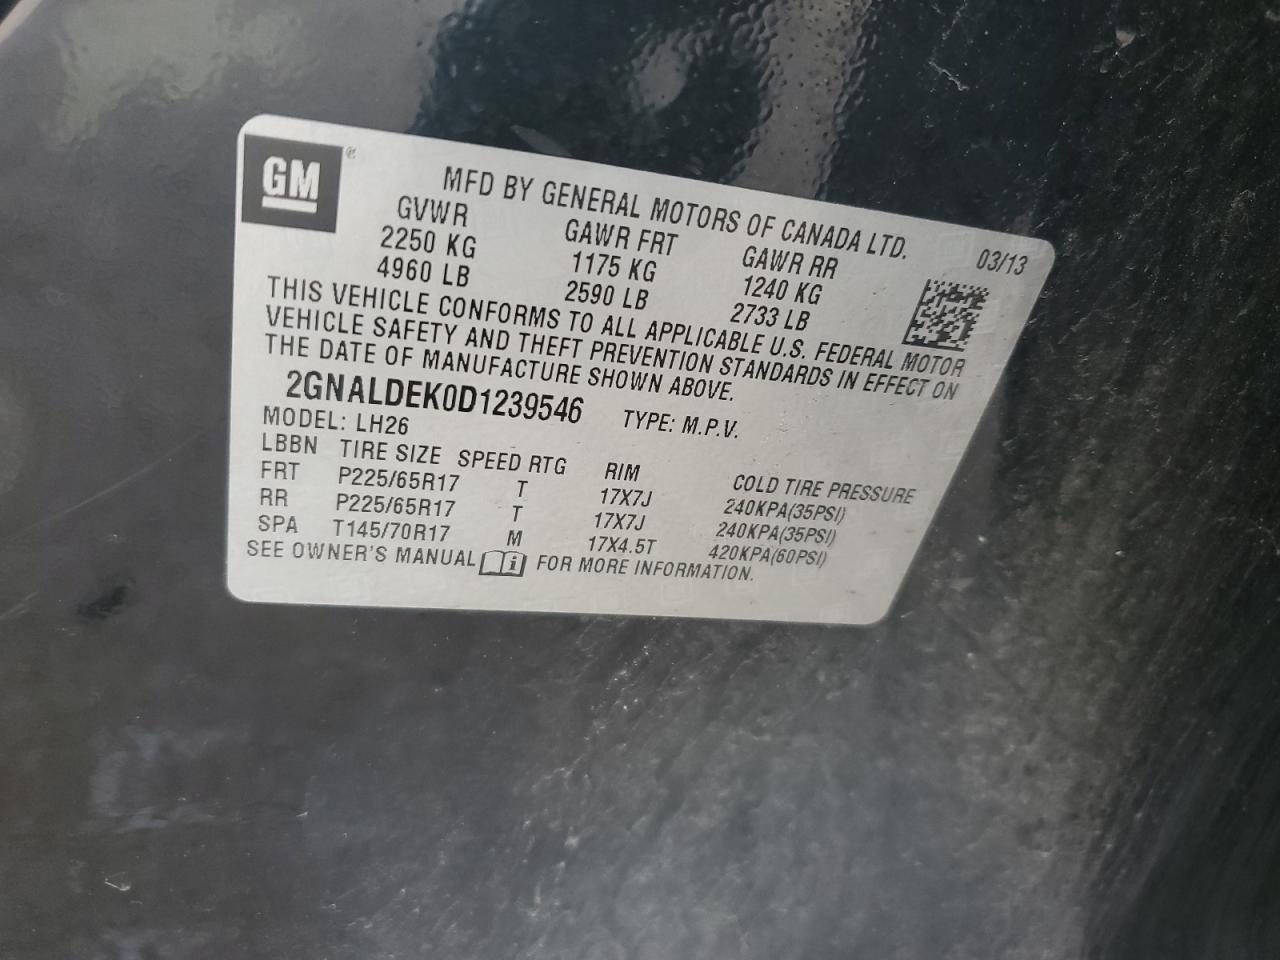 GM®
MFD BY GENERAL MOTORS OF CANADA LTD.
03/13
GVWR GAWR FRT GAWR RR
2250 KG 1175 KG 1240 KG
4960 LB 2590 LB 2733 LB
THIS VEHICLE CONFORMS TO ALL APPLICABLE U.S. FEDERAL MOTOR
VEHICLE SAFETY AND THEFT PREVENTION STANDARDS IN EFFECT ON
THE DATE OF MANUFACTURE SHOWN ABOVE.
2GNALDEK0D1239546 TYPE: M.P.V.
MODEL: LH26
LBBN TIRE SIZE SPEED RTG RIM COLD TIRE PRESSURE
FRT P225/65R17 T 17X7J 240KPA(35PSI)
RR P225/65R17 T 17X7J 240KPA(35PSI)
SPA T145/70R17 M 17X4.5T 420KPA(60PSI)
SEE OWNER'S MANUAL i FOR MORE INFORMATION.